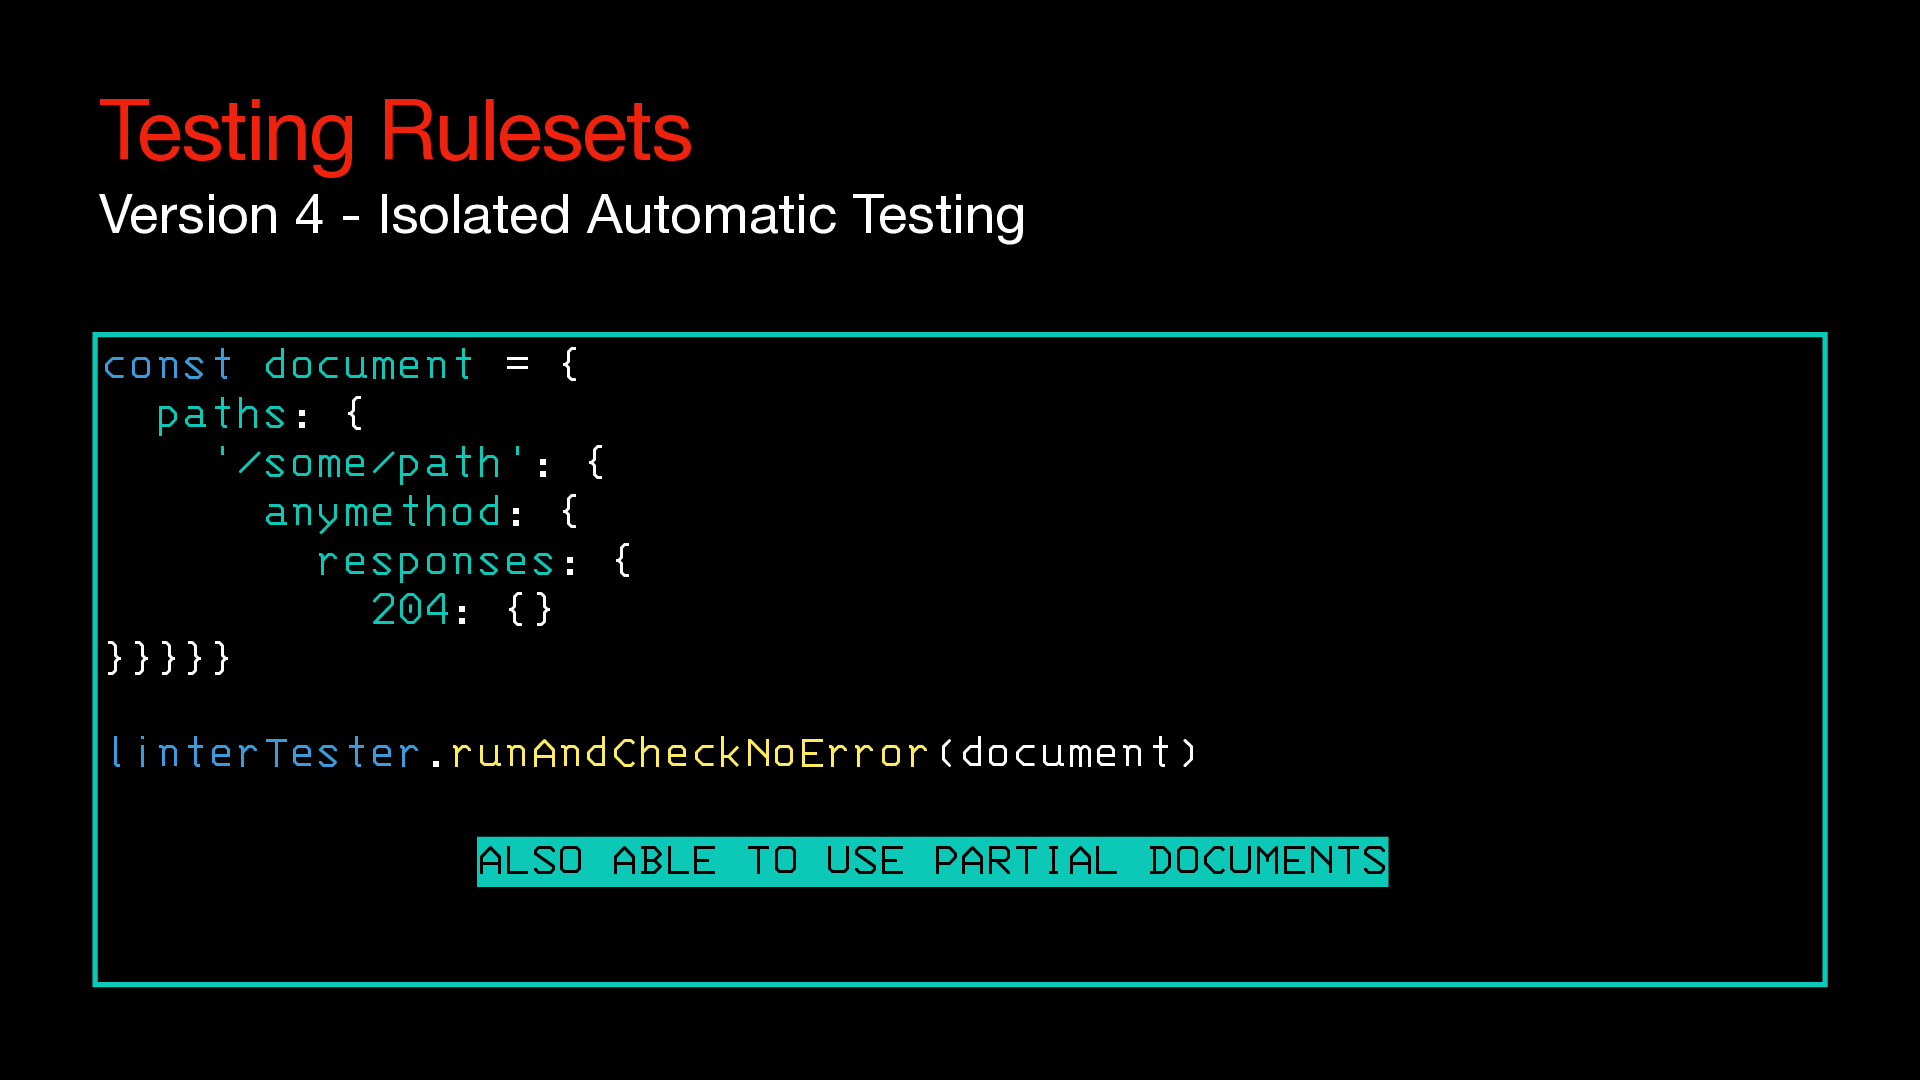 Testing Rulesets
Version 4 - Isolated Automatic Testing
const document = {
  paths: {
    '/some/path': {
      anymethod: {
        responses: {
          204: {}
}}}}}
linterTester.runAndCheckNoError(document)
ALSO ABLE TO USE PARTIAL DOCUMENTS